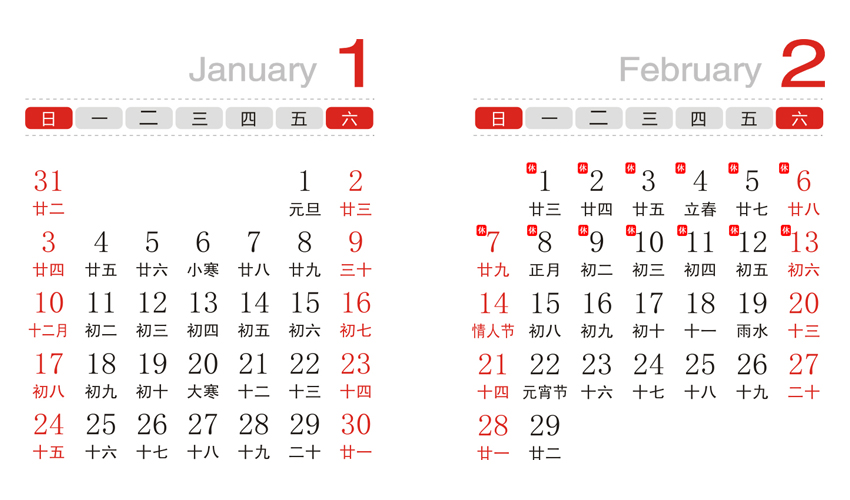 January 1
日 一 二 三 四 五 六
31 1 2
廿二 元旦 廿三
3 4 5 6 7 8 9
廿四 廿五 廿六 小寒 廿八 廿九 三十
10 11 12 13 14 15 16
十二月 初二 初三 初四 初五 初六 初七
17 18 19 20 21 22 23
初八 初九 初十 大寒 十二 十三 十四
24 25 26 27 28 29 30
十五 十六 十七 十八 十九 二十 廿一
February 2
日 一 二 三 四 五 六
休 休 休 休 休 休
1 2 3 4 5 6
廿三 廿四 廿五 立春 廿七 廿八
休 休 休 休 休 休 休
7 8 9 10 11 12 13
廿九 正月 初二 初三 初四 初五 初六
14 15 16 17 18 19 20
情人节 初八 初九 初十 十一 雨水 十三
21 22 23 24 25 26 27
十四 元宵节 十六 十七 十八 十九 二十
28 29
廿一 廿二